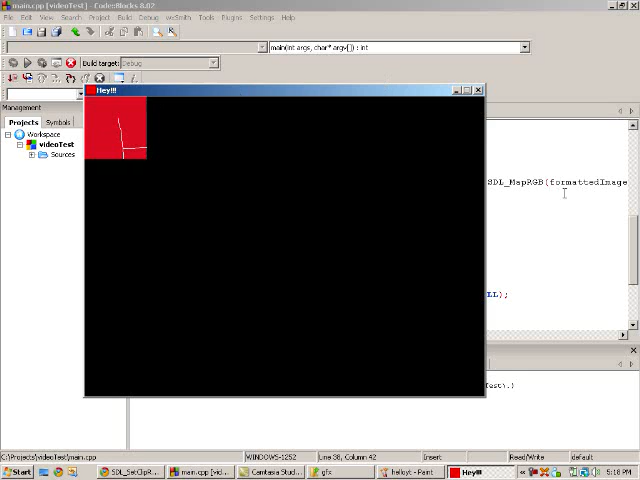 main.cpp [videoTest] - Code::Blocks 8.02
File Edit View Search Project Build Debug wxSmith Tools Plugins Settings Help
main(int args, char* argv[]) : int
Build target: Debug
Management
Projects Symbols
Workspace
videoTest
Sources
Hey!!!
SDL_MapRGB(formattedImage
LL);
est\.)
C:\Projects\videoTest\main.cpp WINDOWS-1252 Line 38, Column 42 Insert Read/Write default
Start SDL_SetClipR... main.cpp [vid... Camtasia Stud... gfx helloyt - Paint Hey!!! 5:18 PM